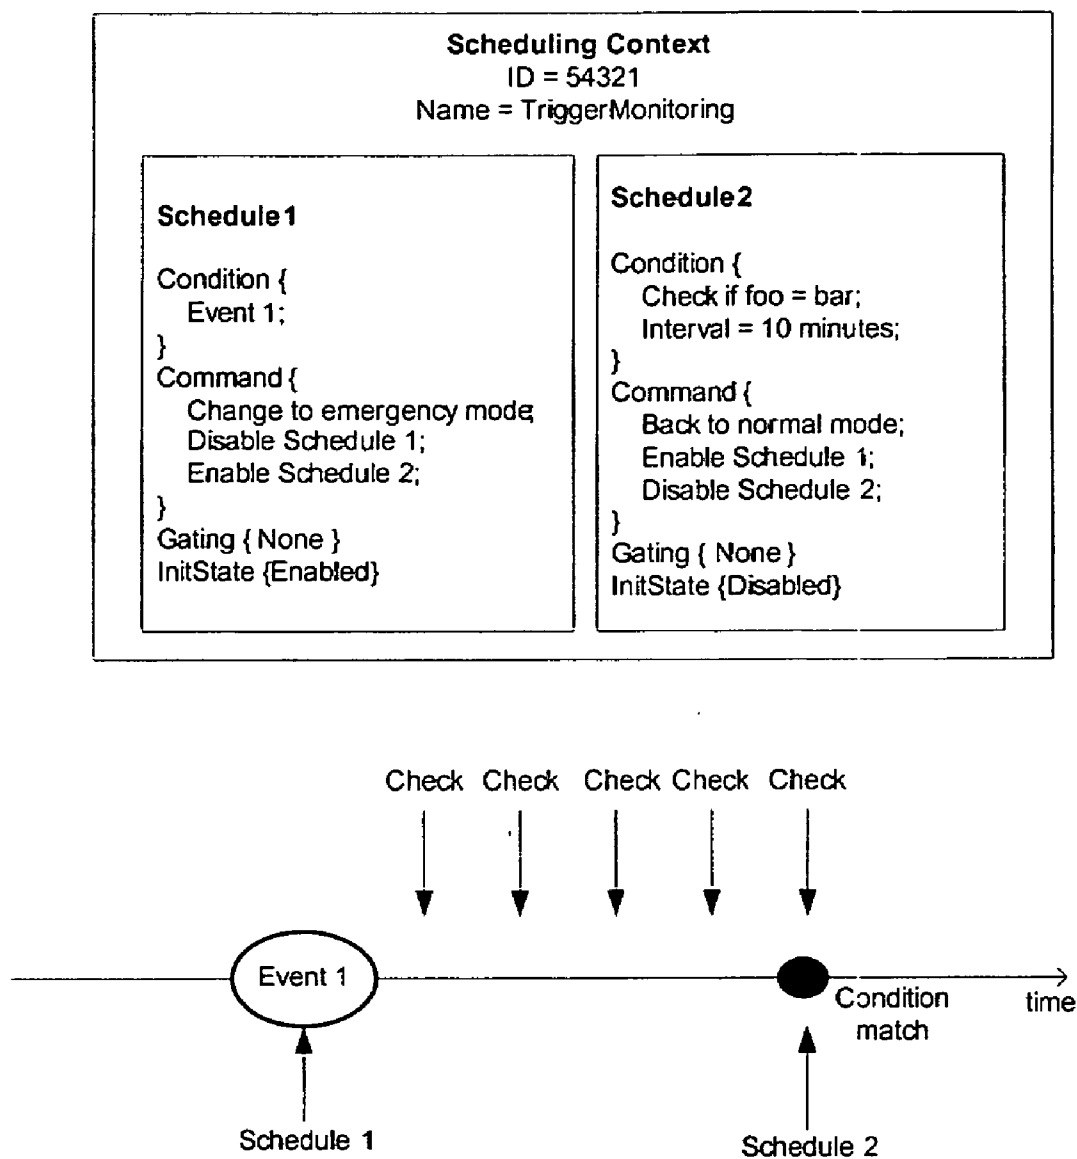 Scheduling Context
ID = 54321
Name = TriggerMonitoring
Schedule1
Condition {
Event 1;
}
Command {
Change to emergency mode;
Disable Schedule 1;
Enable Schedule 2;
}
Gating { None }
InitState {Enabled}
Schedule2
Condition {
Check if foo = bar;
Interval = 10 minutes;
}
Command {
Back to normal mode;
Enable Schedule 1;
Disable Schedule 2;
}
Gating { None }
InitState {Disabled}
Check Check Check Check Check
Event 1
Condition
match
time
Schedule 1
Schedule 2